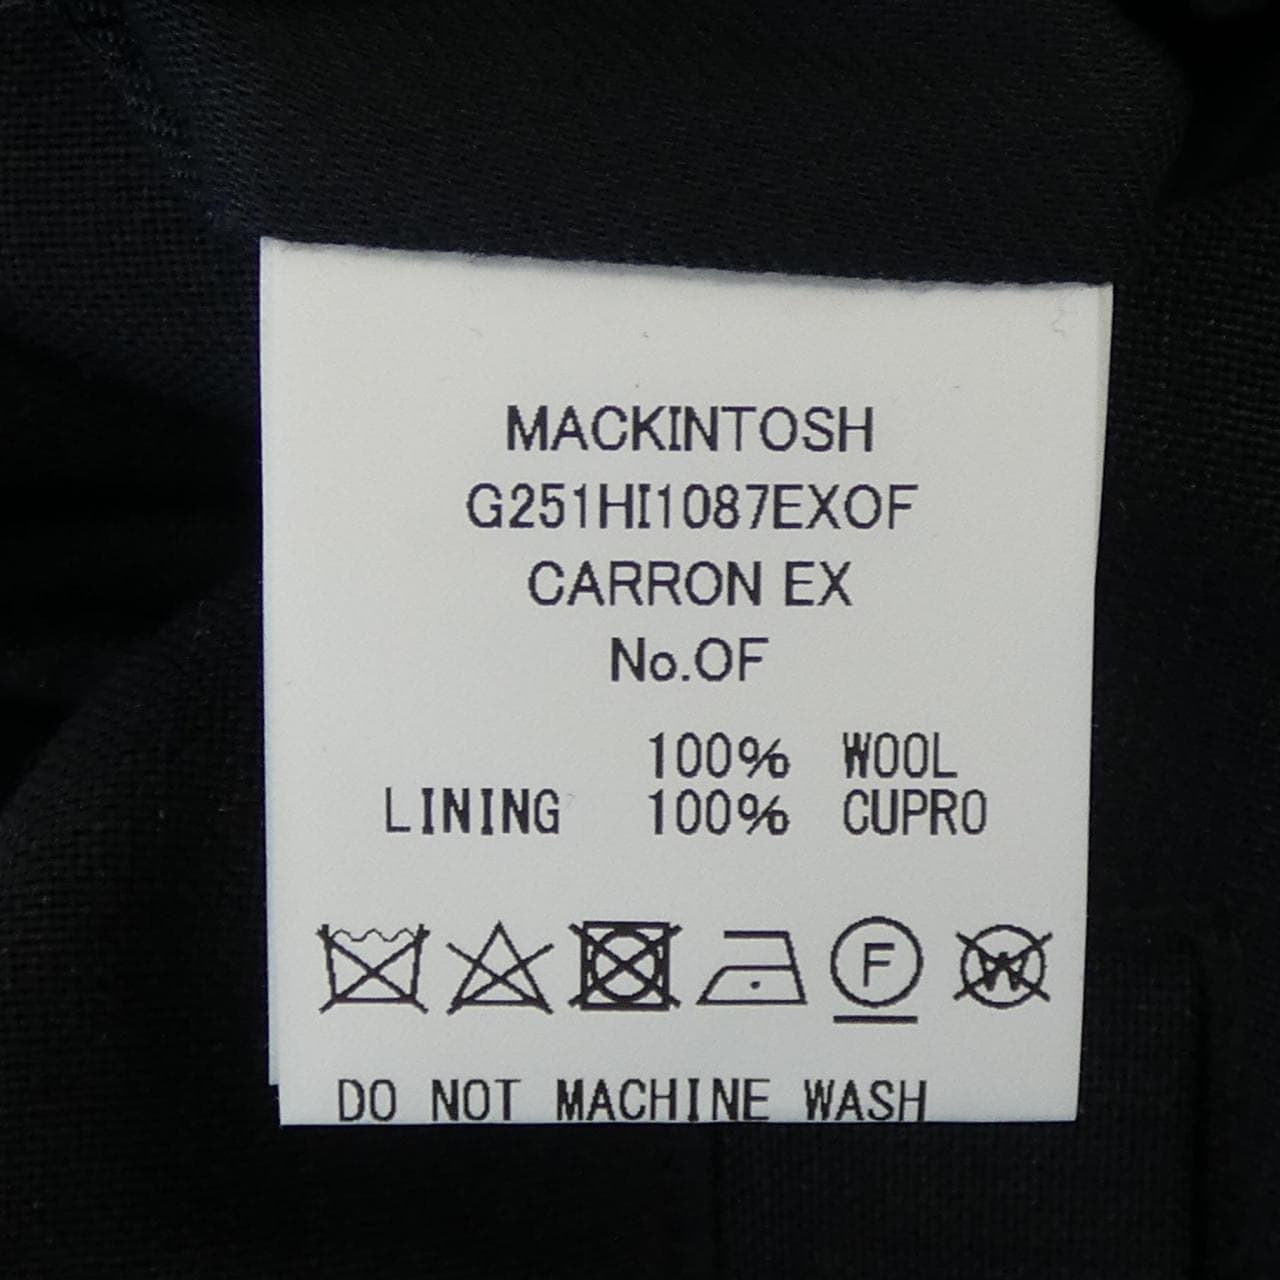 MACKINTOSH
G251HI1087EXOF
CARRON EX
No.OF
100% WOOL
LINING 100% CUPRO
F W
DO NOT MACHINE WASH